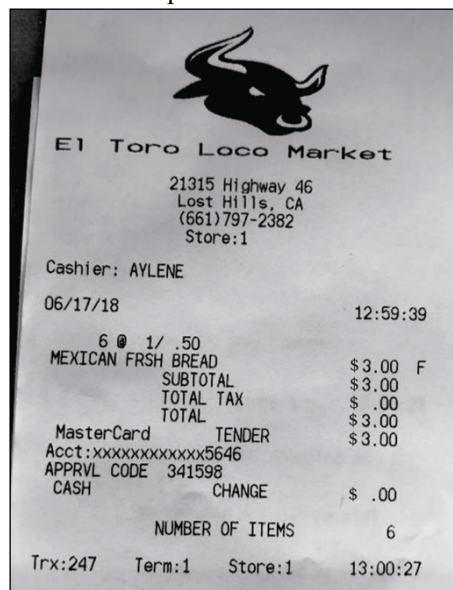 El Toro Loco Market
21315 Highway 46
Lost Hills, CA
(661)797-2382
Store:1
Cashier: AYLENE
06/17/18 12:59:39
6 @ 1/ .50
MEXICAN FRSH BREAD $3.00 F
SUBTOTAL $3.00
TOTAL TAX $ .00
TOTAL $3.00
MasterCard TENDER $3.00
Acct:xxxxxxxxxxxx5646
APPRVL CODE 341598
CASH CHANGE $ .00
NUMBER OF ITEMS 6
Trx:247 Term:1 Store:1 13:00:27